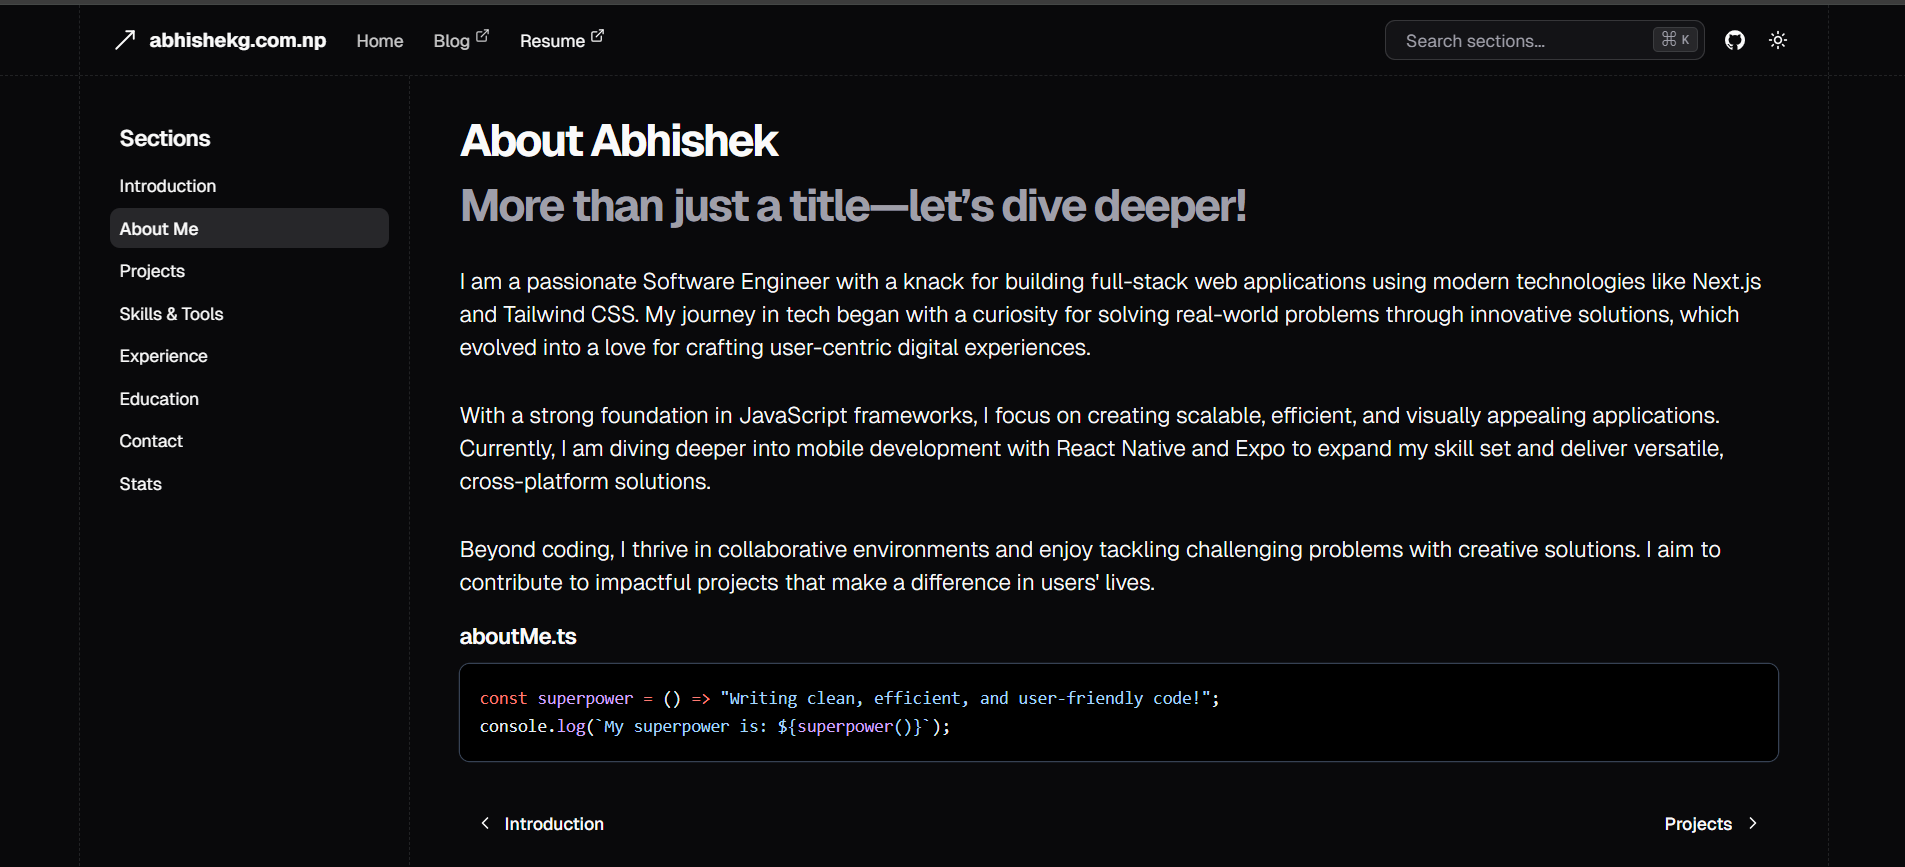 abhishekg.com.np Home Blog Resume Search sections... ⌘ K
Sections
Introduction
About Me
Projects
Skills & Tools
Experience
Education
Contact
Stats
About Abhishek
More than just a title—let’s dive deeper!
I am a passionate Software Engineer with a knack for building full-stack web applications using modern technologies like Next.js
and Tailwind CSS. My journey in tech began with a curiosity for solving real-world problems through innovative solutions, which
evolved into a love for crafting user-centric digital experiences.
With a strong foundation in JavaScript frameworks, I focus on creating scalable, efficient, and visually appealing applications.
Currently, I am diving deeper into mobile development with React Native and Expo to expand my skill set and deliver versatile,
cross-platform solutions.
Beyond coding, I thrive in collaborative environments and enjoy tackling challenging problems with creative solutions. I aim to
contribute to impactful projects that make a difference in users' lives.
aboutMe.ts
const superpower = () => "Writing clean, efficient, and user-friendly code!";
console.log(`My superpower is: ${superpower()}`);
Introduction
Projects